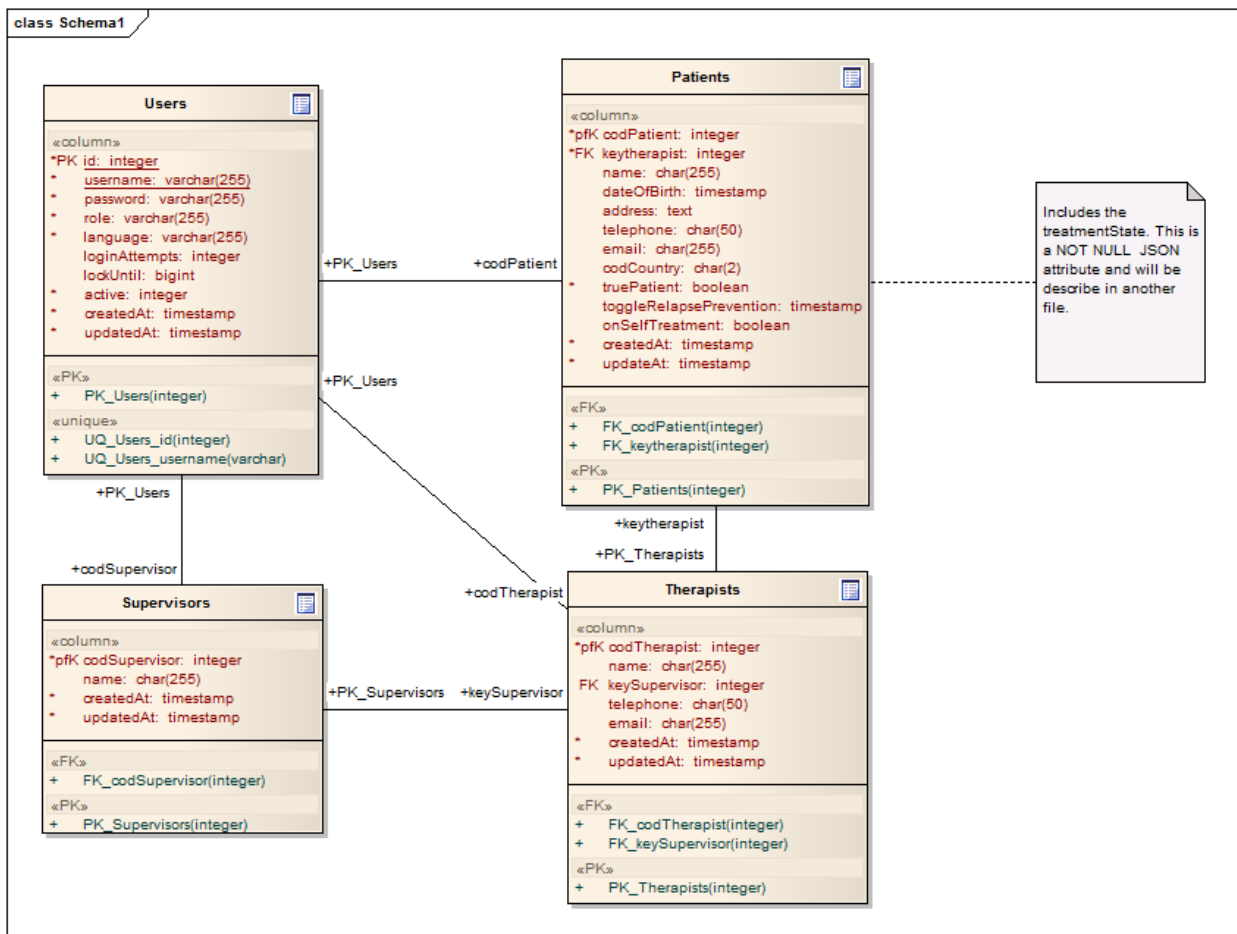 class Schema1
Users
«column»
*PK id: integer
* username: varchar(255)
* password: varchar(255)
* role: varchar(255)
* language: varchar(255)
loginAttempts: integer
lockUntil: bigint
* active: integer
* createdAt: timestamp
* updatedAt: timestamp
«PK»
+ PK_Users(integer)
«unique»
+ UQ_Users_id(integer)
+ UQ_Users_username(varchar)
Patients
«column»
*pfK codPatient: integer
*FK keytherapist: integer
name: char(255)
dateOfBirth: timestamp
address: text
telephone: char(50)
email: char(255)
codCountry: char(2)
* truePatient: boolean
toggleRelapsePrevention: timestamp
onSelfTreatment: boolean
* createdAt: timestamp
* updateAt: timestamp
«FK»
+ FK_codPatient(integer)
+ FK_keytherapist(integer)
«PK»
+ PK_Patients(integer)
Includes the
treatmentState. This is
a NOT NULL JSON
attribute and will be
describe in another
file.
+PK_Users
+codPatient
+PK_Users
+PK_Users
+codSupervisor
+keytherapist
+PK_Therapists
+codTherapist
Supervisors
«column»
*pfK codSupervisor: integer
name: char(255)
* createdAt: timestamp
* updatedAt: timestamp
«FK»
+ FK_codSupervisor(integer)
«PK»
+ PK_Supervisors(integer)
+PK_Supervisors
+keySupervisor
Therapists
«column»
*pfK codTherapist: integer
name: char(255)
FK keySupervisor: integer
telephone: char(50)
email: char(255)
* createdAt: timestamp
* updatedAt: timestamp
«FK»
+ FK_codTherapist(integer)
+ FK_keySupervisor(integer)
«PK»
+ PK_Therapists(integer)